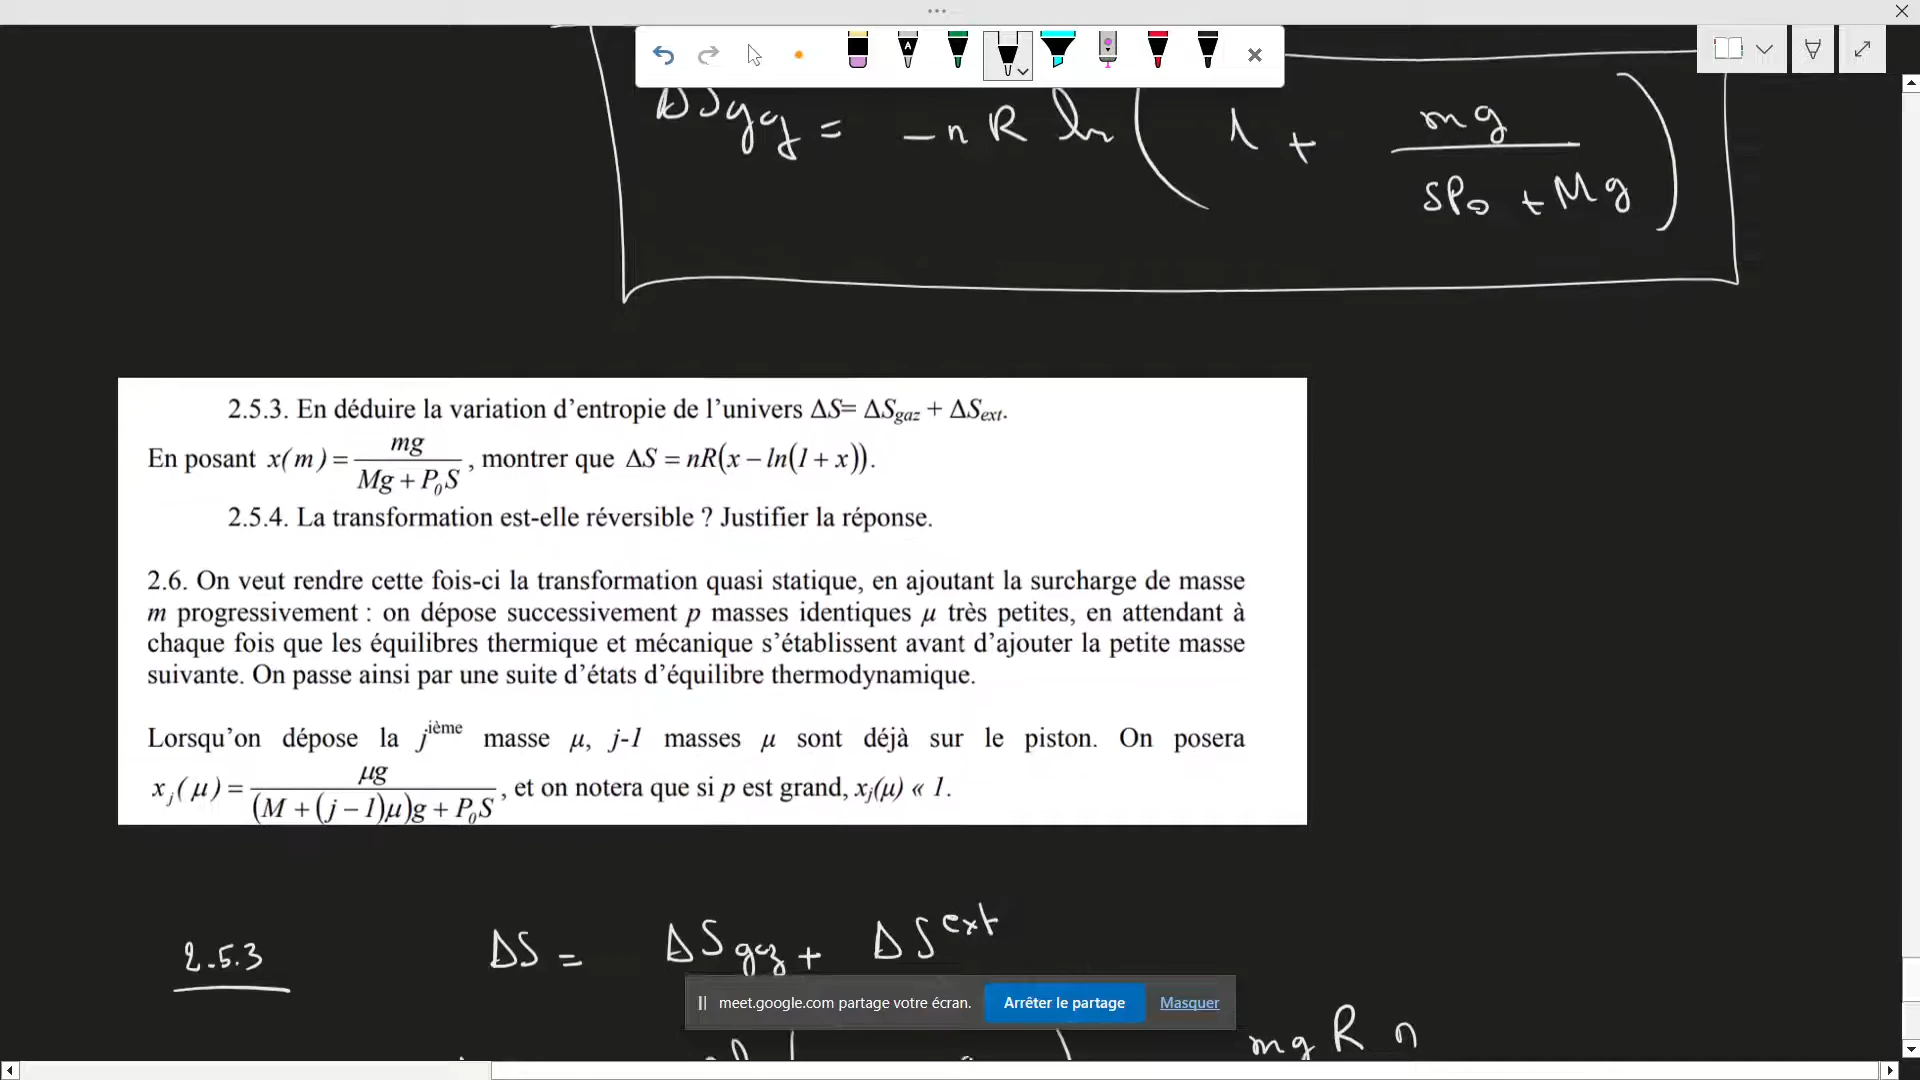 ΔSgaz = -nR ln(1 + mg/(SP₀ + Mg))
2.5.3. En déduire la variation d'entropie de l'univers ΔS= ΔSgaz + ΔSext.
En posant x(m) = mg/(Mg + P₀S), montrer que ΔS = nR(x − ln(1 + x)).
2.5.4. La transformation est-elle réversible ? Justifier la réponse.
2.6. On veut rendre cette fois-ci la transformation quasi statique, en ajoutant la surcharge de masse
m progressivement : on dépose successivement p masses identiques μ très petites, en attendant à
chaque fois que les équilibres thermique et mécanique s'établissent avant d'ajouter la petite masse
suivante. On passe ainsi par une suite d'états d'équilibre thermodynamique.
Lorsqu'on dépose la jième masse μ, j-1 masses μ sont déjà sur le piston. On posera
xj(μ) = μg/((M + (j − 1)μ)g + P₀S), et on notera que si p est grand, xj(μ) « 1.
2.5.3 ΔS = ΔSgaz + ΔS ext
meet.google.com partage votre écran. Arrêter le partage Masquer
mg R n